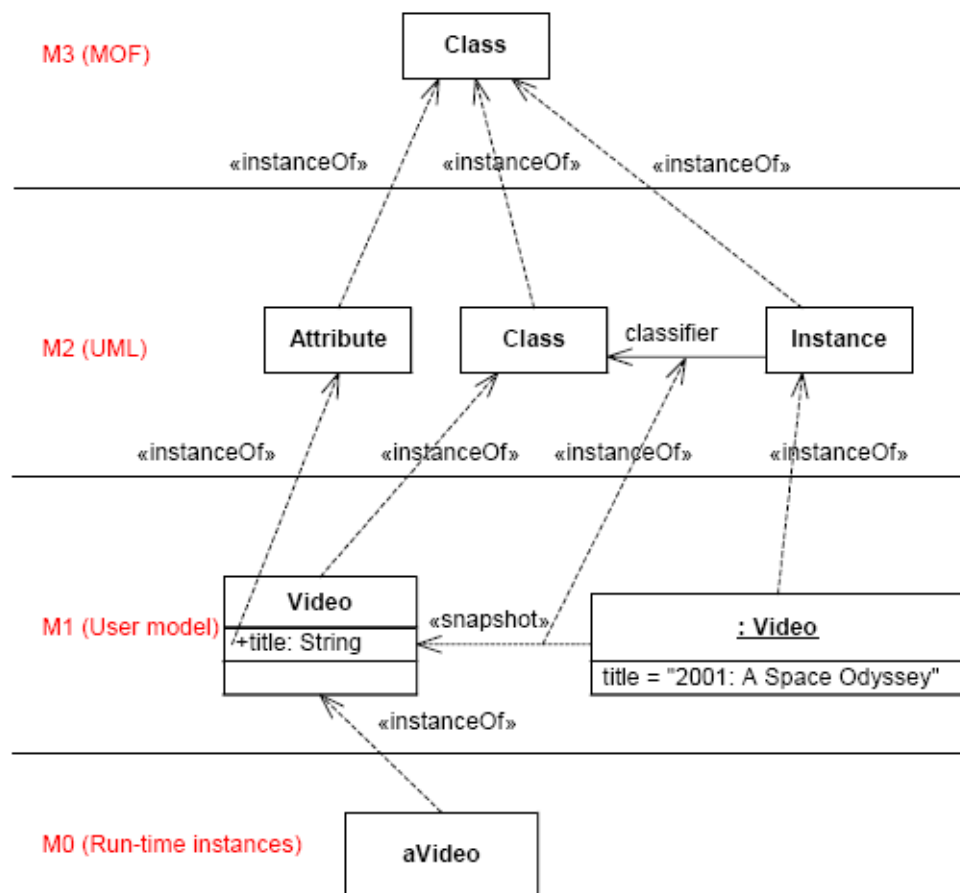 Class
M3 (MOF)
«instanceOf» «instanceOf» «instanceOf»
Attribute Class classifier Instance
M2 (UML)
«instanceOf» «instanceOf» «instanceOf» «instanceOf»
Video
M1 (User model)
+title: String
«snapshot»
: Video
title = "2001: A Space Odyssey"
«instanceOf»
M0 (Run-time instances)
aVideo